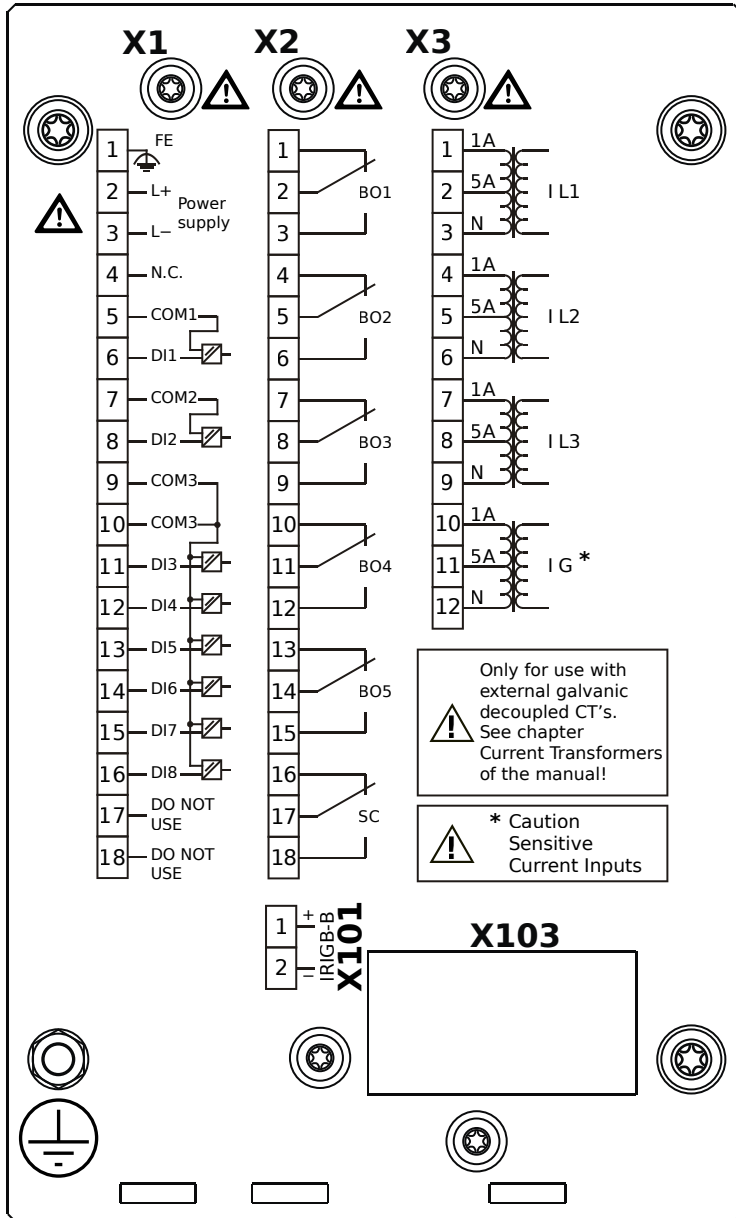 X1
X2
X3
1 FE
2 L+
Power
supply
3 L−
4 N.C.
5 COM1
6 DI1
7 COM2
8 DI2
9 COM3
10 COM3
11 DI3
12 DI4
13 DI5
14 DI6
15 DI7
16 DI8
17 DO NOT
USE
18 DO NOT
USE
1
2 BO1
3
4
5 BO2
6
7
8 BO3
9
10
11 BO4
12
13
14 BO5
15
16
17 SC
18
1 1A
2 5A IL1
3 N
4 1A
5 5A IL2
6 N
7 1A
8 5A IL3
9 N
10 1A
11 5A IG *
12 N
Only for use with
external galvanic
decoupled CT's.
See chapter
Current Transformers
of the manual!
* Caution
Sensitive
Current Inputs
1 +
2 −
IRIGB-B
X101
X103